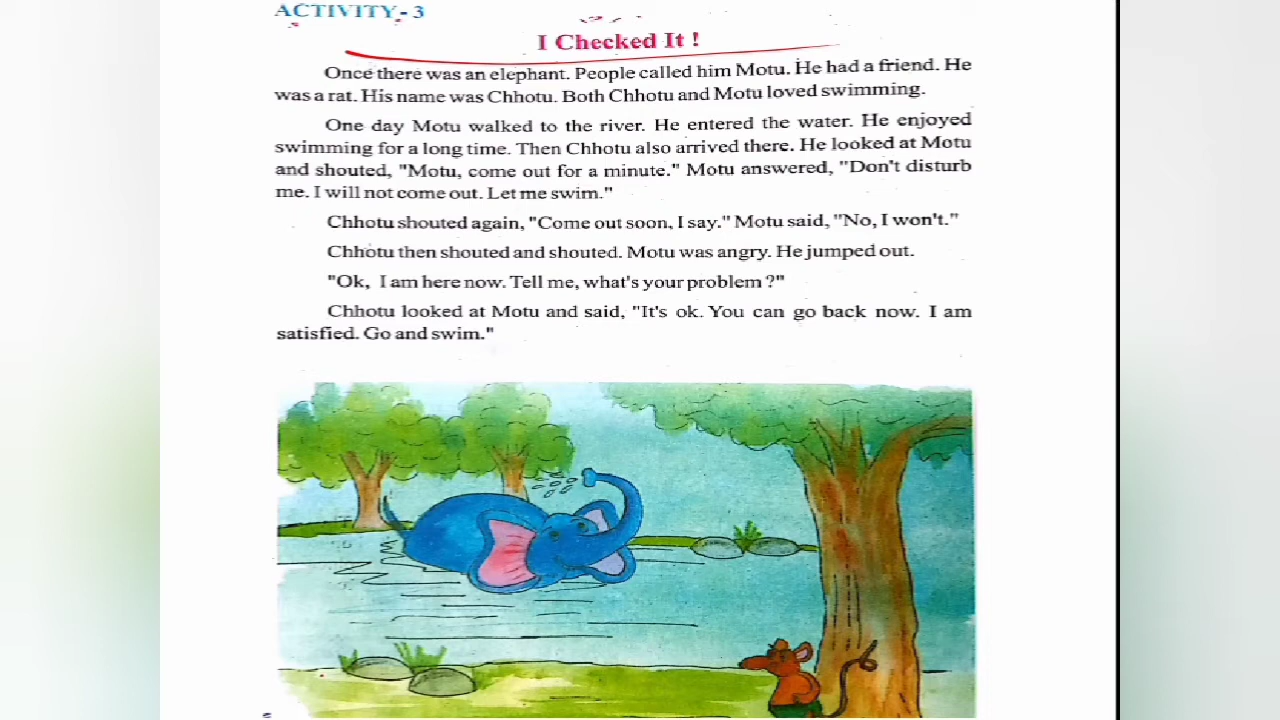 ACTIVITY- 3
I Checked It !
Once there was an elephant. People called him Motu. He had a friend. He
was a rat. His name was Chhotu. Both Chhotu and Motu loved swimming.
One day Motu walked to the river. He entered the water. He enjoyed
swimming for a long time. Then Chhotu also arrived there. He looked at Motu
and shouted, "Motu, come out for a minute." Motu answered, "Don't disturb
me. I will not come out. Let me swim."
Chhotu shouted again, "Come out soon, I say." Motu said, "No, I won't."
Chhotu then shouted and shouted. Motu was angry. He jumped out.
"Ok, I am here now. Tell me, what's your problem ?"
Chhotu looked at Motu and said, "It's ok. You can go back now. I am
satisfied. Go and swim."